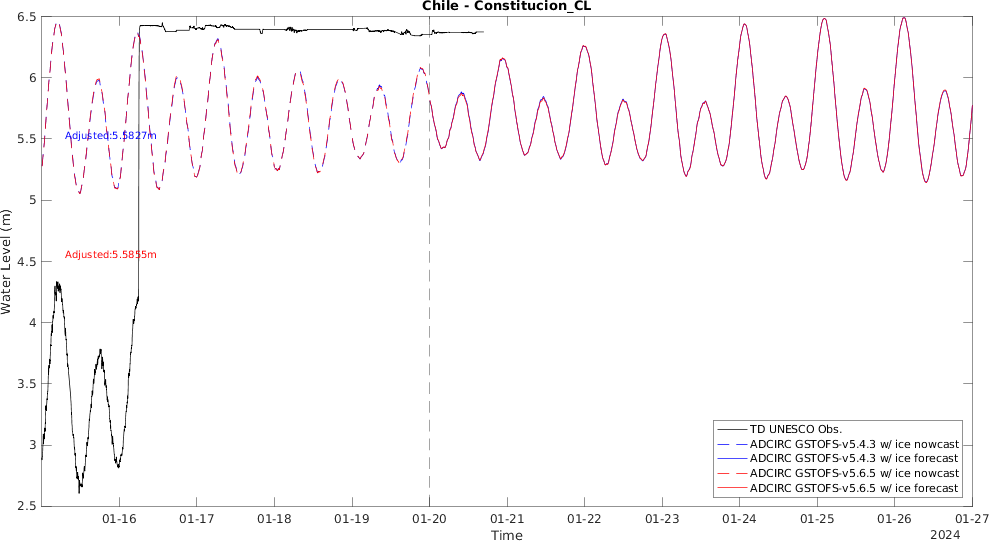 Chile - Constitucion_CL
6.5
6
5.5
5
4.5
4
3.5
3
2.5
Water Level (m)
Adjusted:5.5827m
Adjusted:5.5855m
TD UNESCO Obs.
ADCIRC GSTOFS-v5.4.3 w/ ice nowcast
ADCIRC GSTOFS-v5.4.3 w/ ice forecast
ADCIRC GSTOFS-v5.6.5 w/ ice nowcast
ADCIRC GSTOFS-v5.6.5 w/ ice forecast
01-16 01-17 01-18 01-19 01-20 01-21 01-22 01-23 01-24 01-25 01-26 01-27
Time
2024